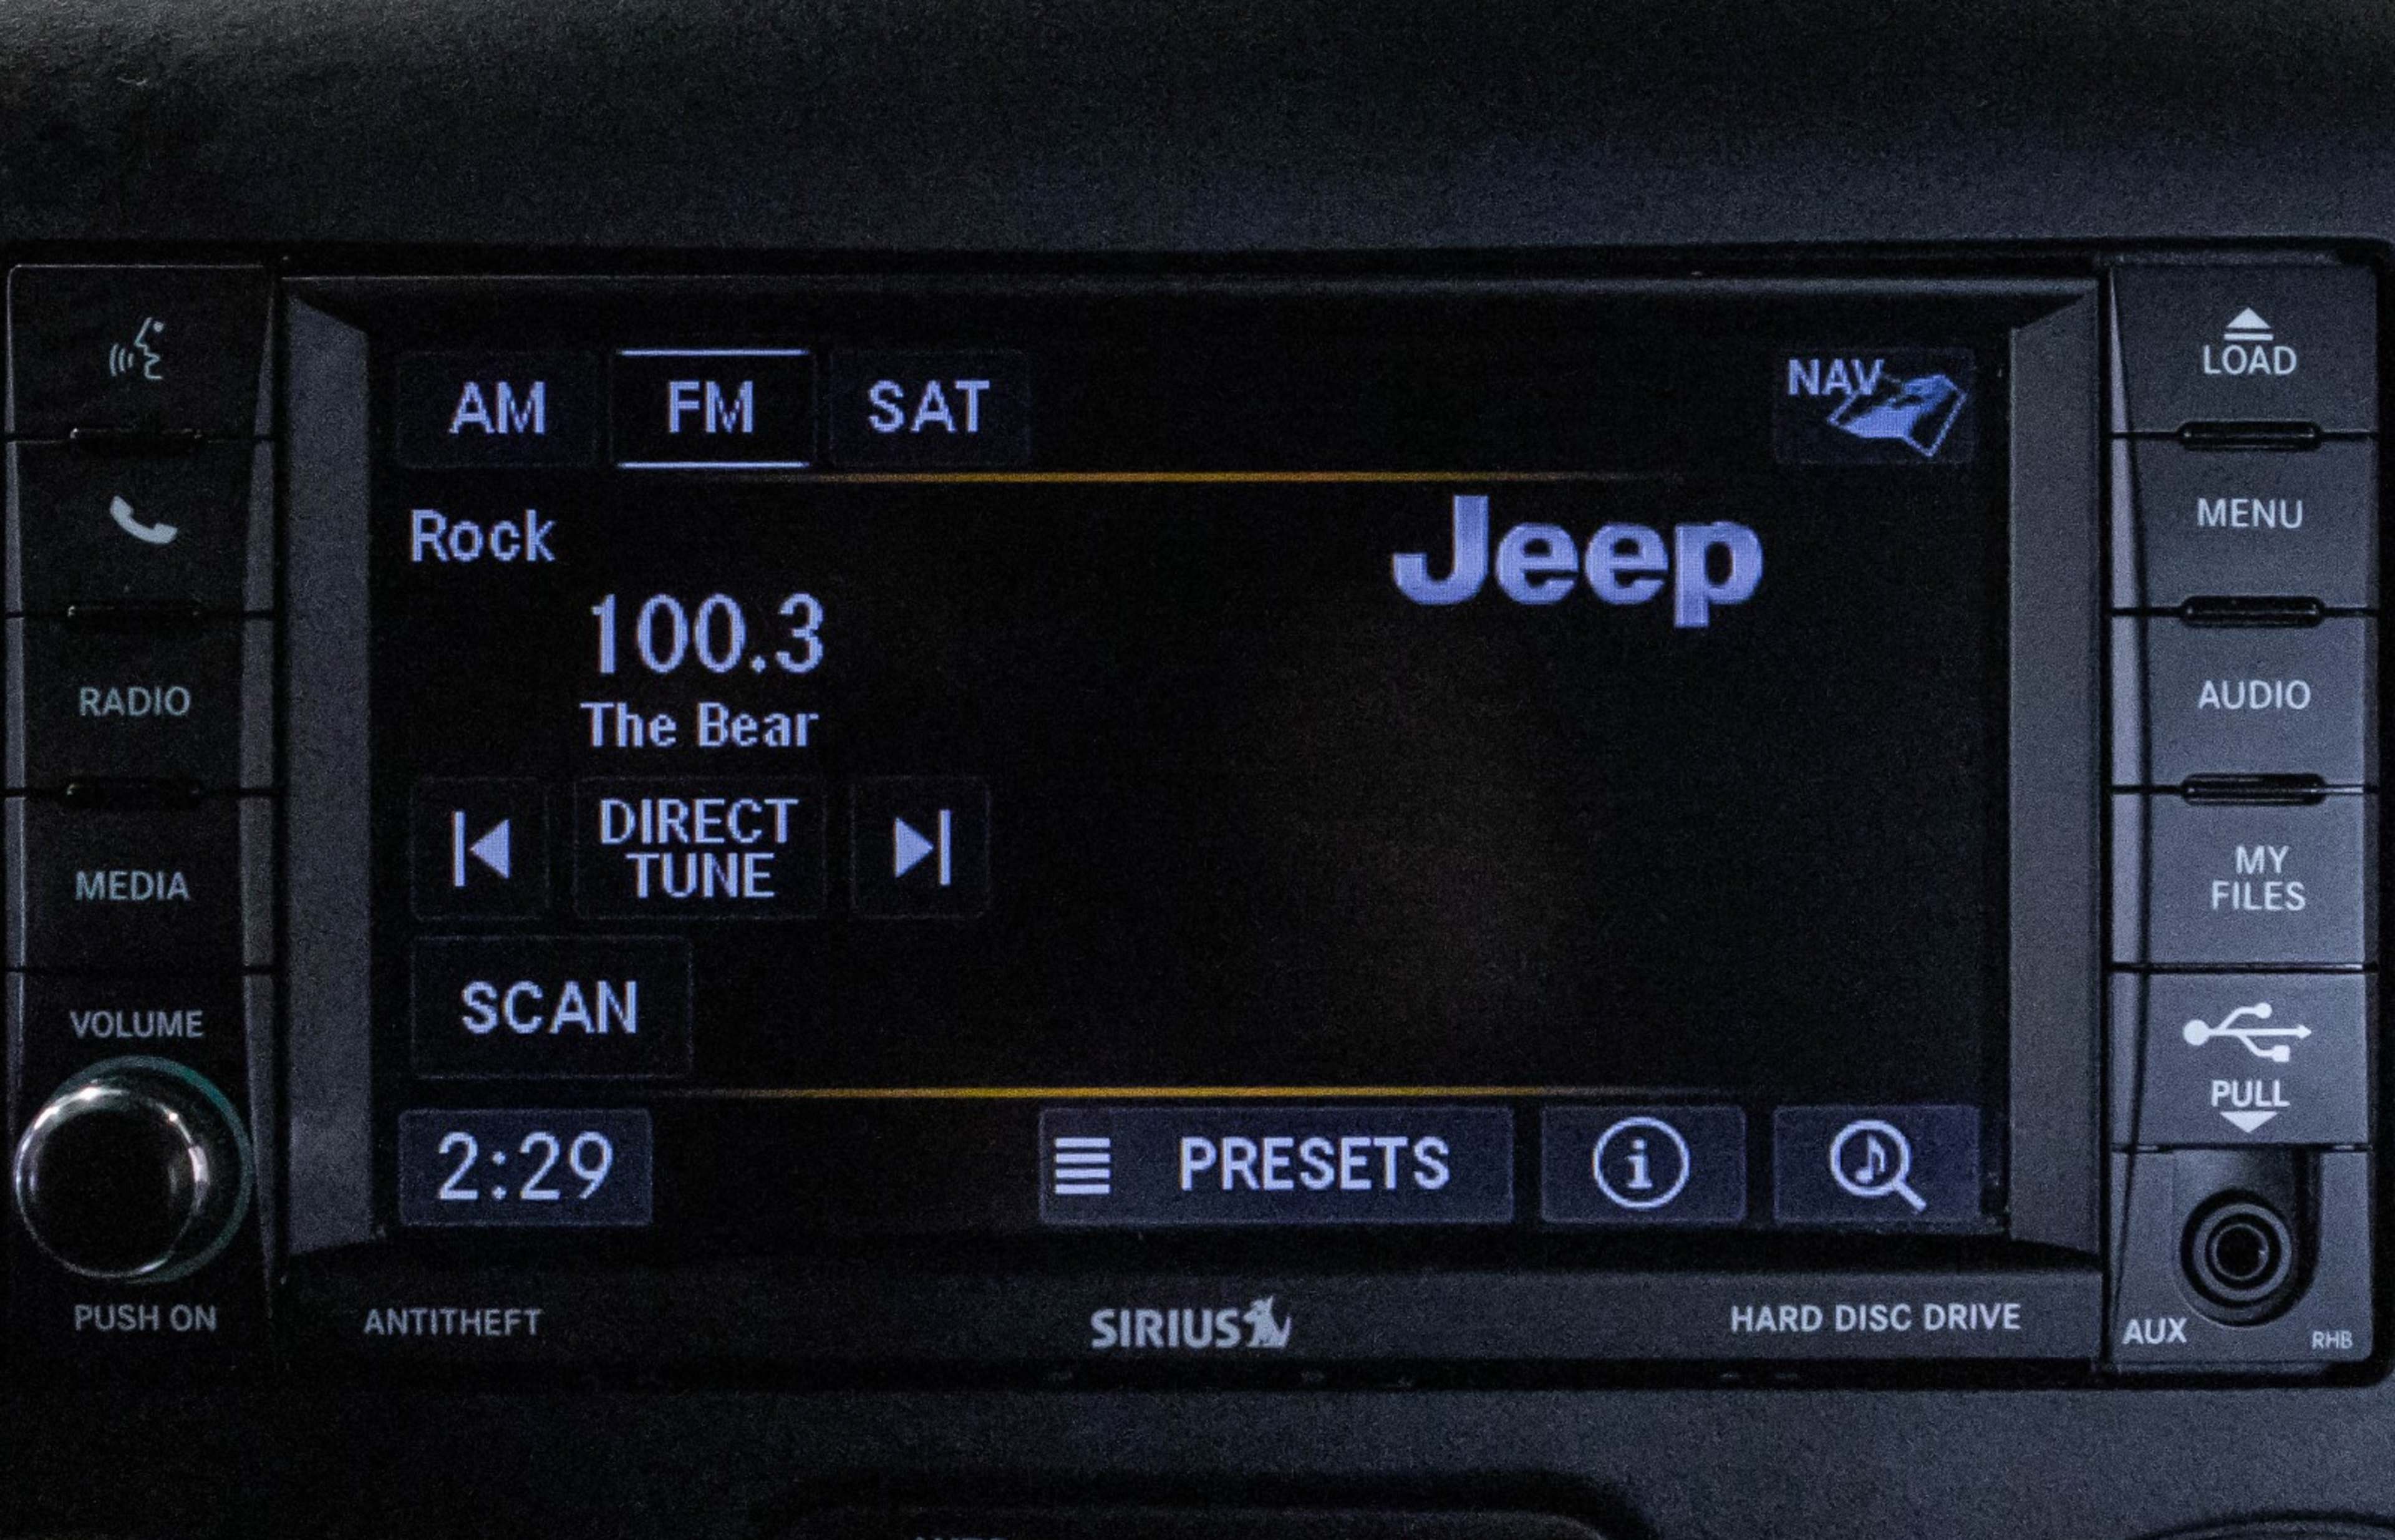 AM
FM
SAT
NAV
Rock
Jeep
100.3
The Bear
DIRECT
TUNE
SCAN
2:29
PRESETS
i
RADIO
MEDIA
VOLUME
PUSH ON
ANTITHEFT
SIRIUS
HARD DISC DRIVE
LOAD
MENU
AUDIO
MY
FILES
PULL
AUX
RHB